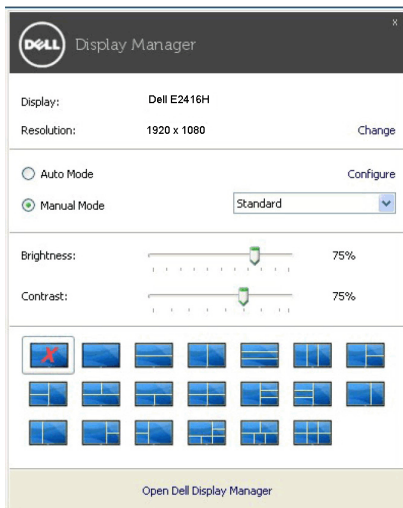 x
DELL Display Manager
Display: Dell E2416H
Resolution: 1920 x 1080 Change
Auto Mode Configure
Manual Mode Standard
Brightness: 75%
Contrast: 75%
Open Dell Display Manager